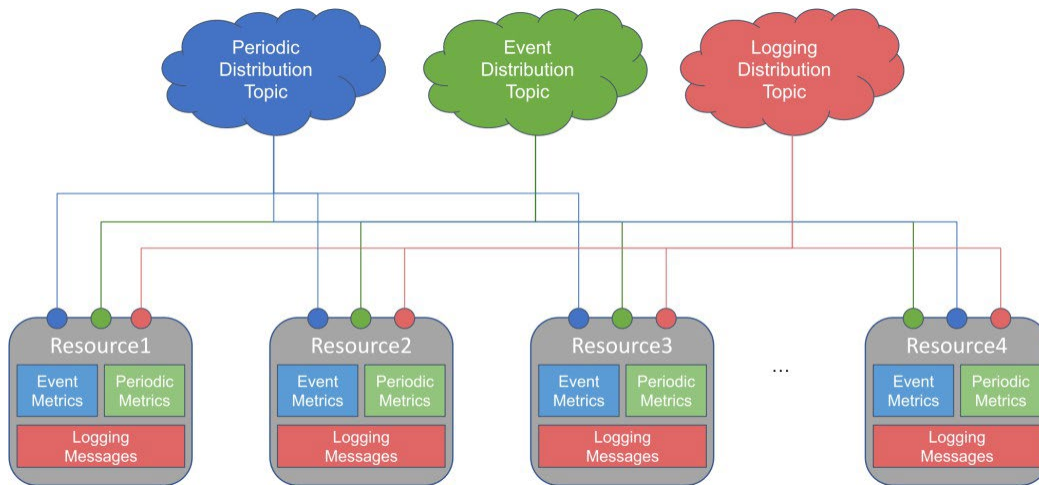 Periodic
Distribution
Topic
Event
Distribution
Topic
Logging
Distribution
Topic
Resource1
Event
Metrics
Periodic
Metrics
Logging
Messages
Resource2
Event
Metrics
Periodic
Metrics
Logging
Messages
Resource3
Event
Metrics
Periodic
Metrics
Logging
Messages
...
Resource4
Event
Metrics
Periodic
Metrics
Logging
Messages